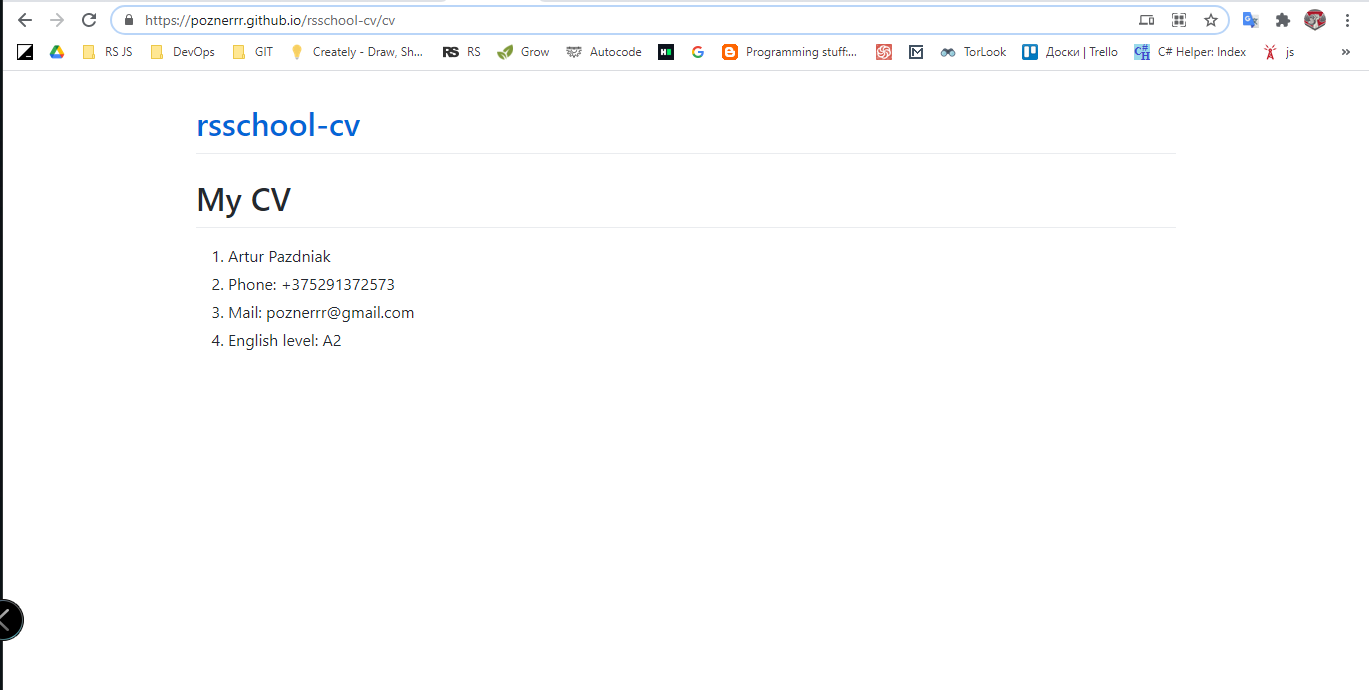 https://poznerrr.github.io/rsschool-cv/cv
RS JS DevOps GIT Creately - Draw, Sh... RS RS Grow Autocode H G Programming stuff:... M TorLook Доски | Trello C# H C# Helper: Index js »
rsschool-cv
My CV
1. Artur Pazdniak
2. Phone: +375291372573
3. Mail: poznerrr@gmail.com
4. English level: A2